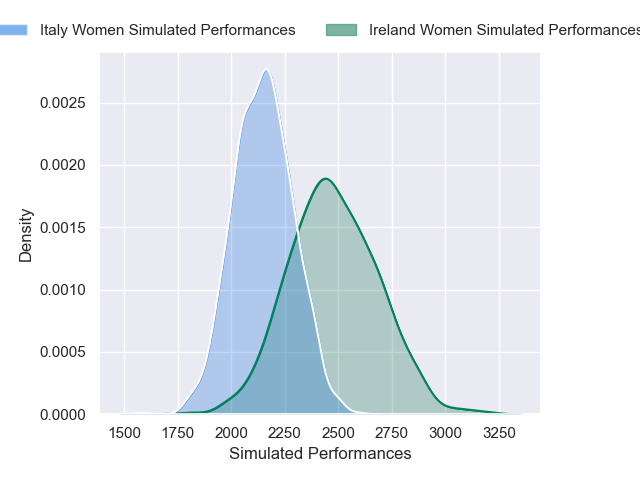 Italy Women Simulated Performances Ireland Women Simulated Performances
0.0025
0.0020
0.0015
0.0010
0.0005
0.0000
Density
1500 1750 2000 2250 2500 2750 3000 3250
Simulated Performances